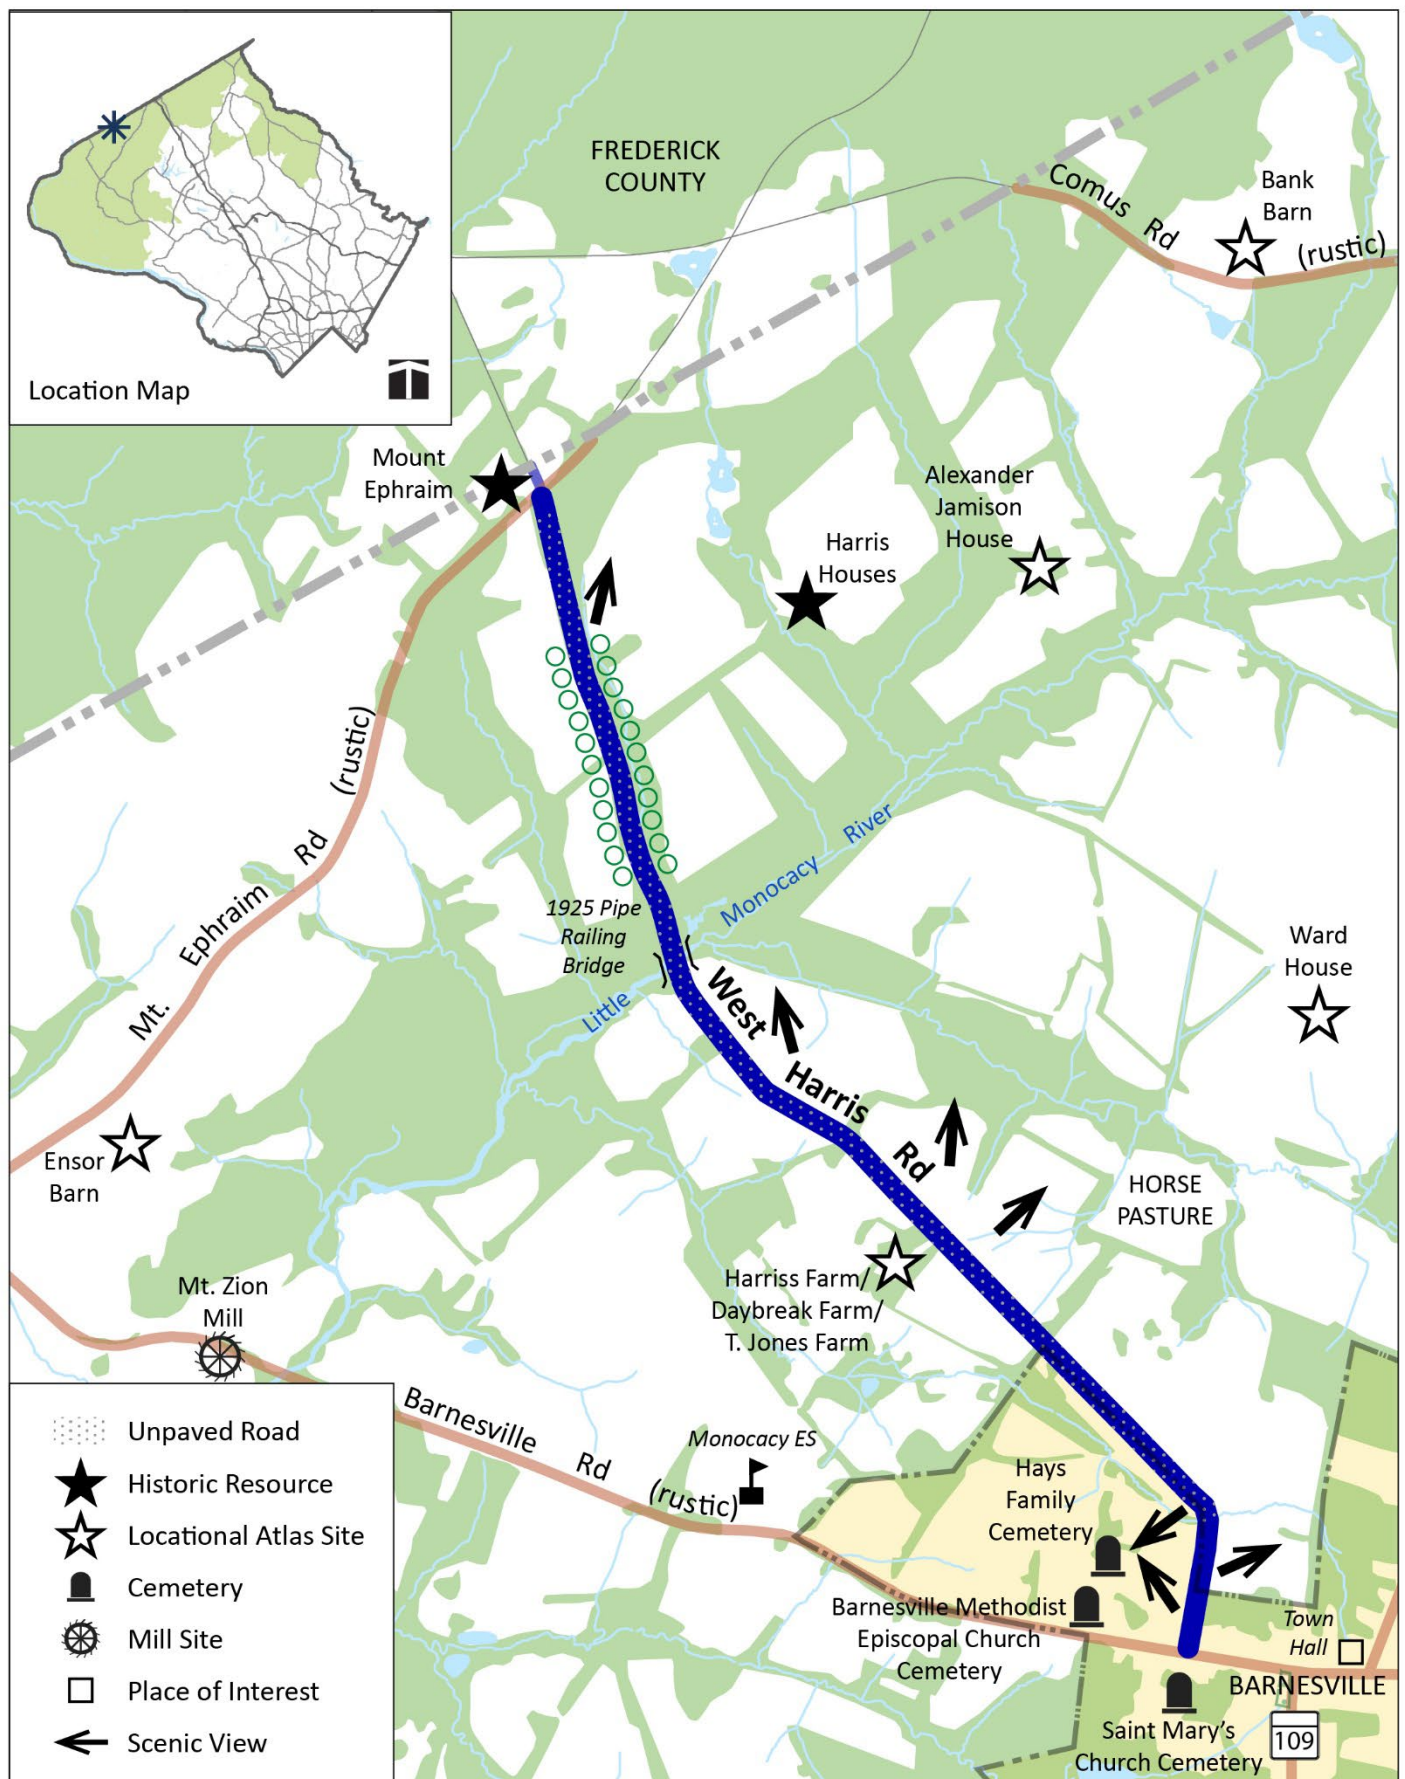 Location Map
FREDERICK
COUNTY
Comus Rd (rustic)
Bank
Barn
Mount
Ephraim
Alexander
Jamison
House
Harris
Houses
Mt. Ephraim Rd (rustic)
1925 Pipe
Railing
Bridge
Little Monocacy River
West Harris Rd
Ward
House
Ensor
Barn
HORSE
PASTURE
Mt. Zion
Mill
Harriss Farm/
Daybreak Farm/
T. Jones Farm
Barnesville Rd (rustic)
Monocacy ES
Hays
Family
Cemetery
Barnesville Methodist
Episcopal Church
Cemetery
Town
Hall
BARNESVILLE
Saint Mary's
Church Cemetery
109
Unpaved Road
Historic Resource
Locational Atlas Site
Cemetery
Mill Site
Place of Interest
Scenic View